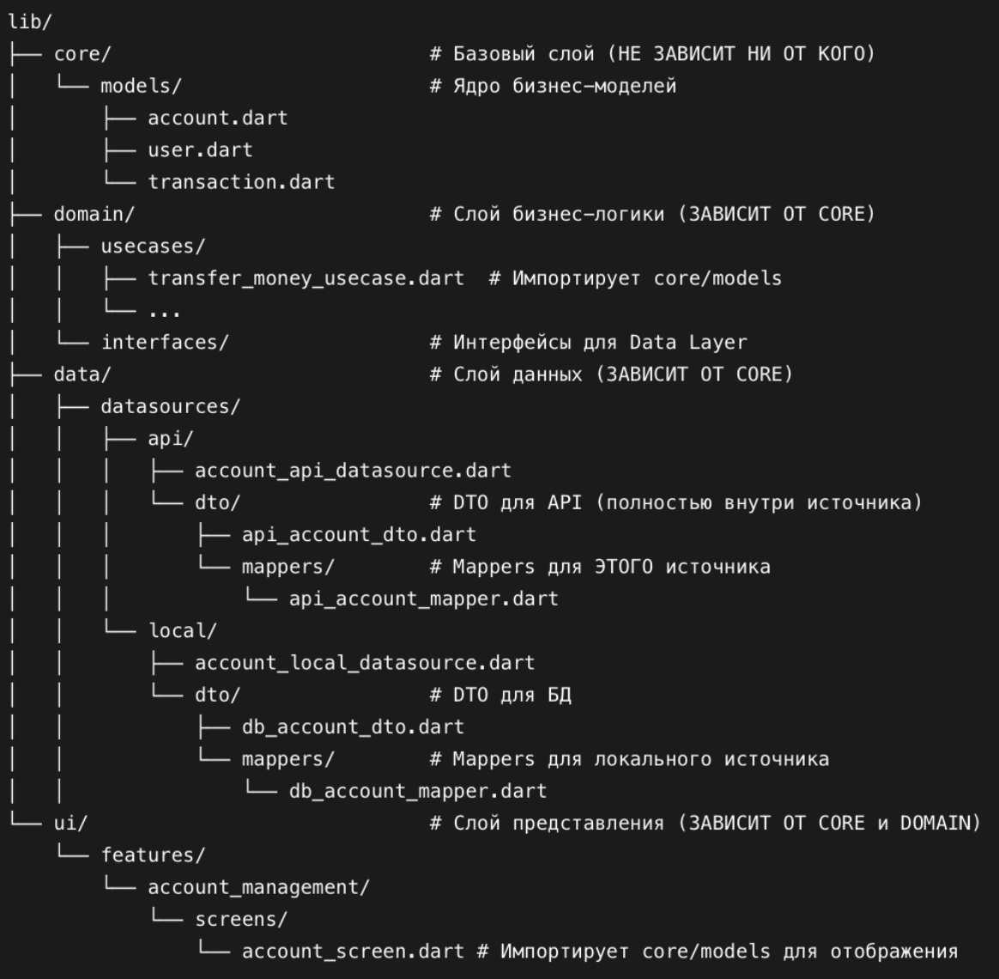 lib/
├── core/                           # Базовый слой (НЕ ЗАВИСИТ НИ ОТ КОГО)
│   └── models/                     # Ядро бизнес-моделей
│       ├── account.dart
│       ├── user.dart
│       └── transaction.dart
├── domain/                         # Слой бизнес-логики (ЗАВИСИТ ОТ CORE)
│   ├── usecases/
│   │   ├── transfer_money_usecase.dart  # Импортирует core/models
│   │   └── ...
│   └── interfaces/                 # Интерфейсы для Data Layer
├── data/                           # Слой данных (ЗАВИСИТ ОТ CORE)
│   ├── datasources/
│   │   ├── api/
│   │   │   ├── account_api_datasource.dart
│   │   │   └── dto/                # DTO для API (полностью внутри источника)
│   │   │       ├── api_account_dto.dart
│   │   │       └── mappers/        # Mappers для ЭТОГО источника
│   │   │           └── api_account_mapper.dart
│   │   └── local/
│   │       ├── account_local_datasource.dart
│   │       └── dto/                # DTO для БД
│   │           ├── db_account_dto.dart
│   │           └── mappers/        # Mappers для локального источника
│   │               └── db_account_mapper.dart
└── ui/                             # Слой представления (ЗАВИСИТ ОТ CORE и DOMAIN)
    └── features/
        └── account_management/
            └── screens/
                └── account_screen.dart # Импортирует core/models для отображения